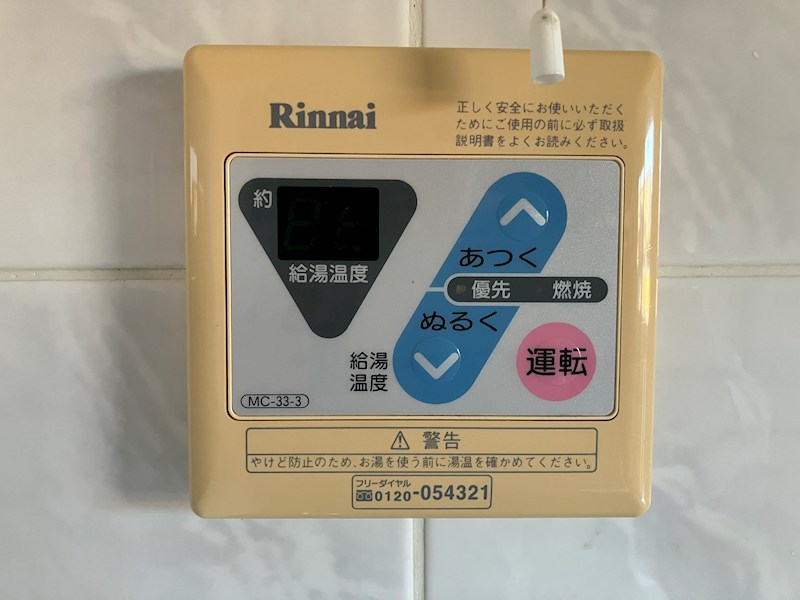 Rinnai
正しく安全にお使いいただく
ためにご使用の前に必ず取扱
説明書をよくお読みください。
約
給湯温度
あつく
優先 燃焼
ぬるく
給湯
温度
運転
MC-33-3
⚠ 警告
やけど防止のため、お湯を使う前に湯温を確かめてください。
フリーダイヤル
0120-054321